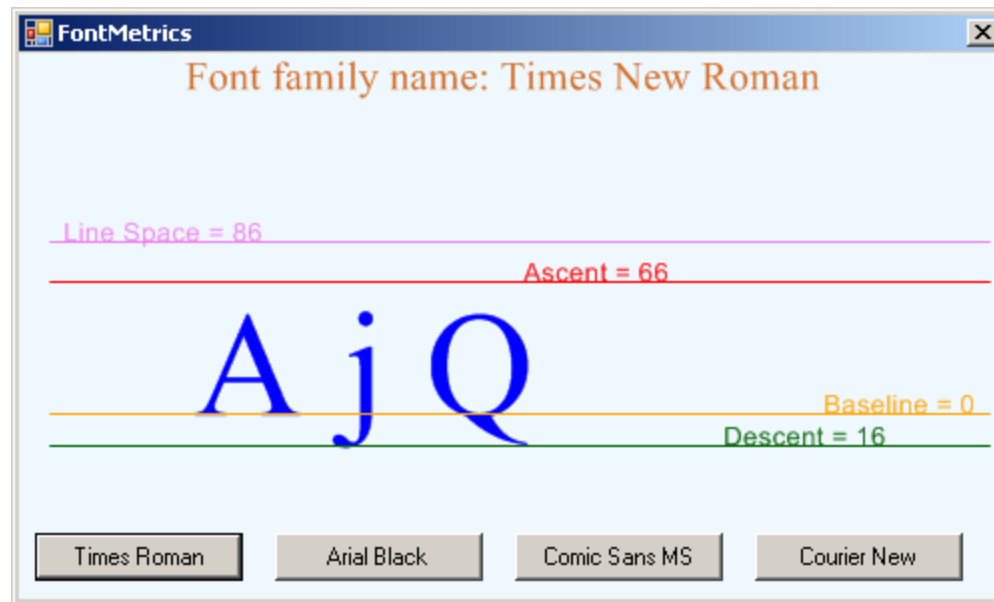 FontMetrics
Font family name: Times New Roman
Line Space = 86
Ascent = 66
A j Q
Baseline = 0
Descent = 16
Times Roman Arial Black Comic Sans MS Courier New